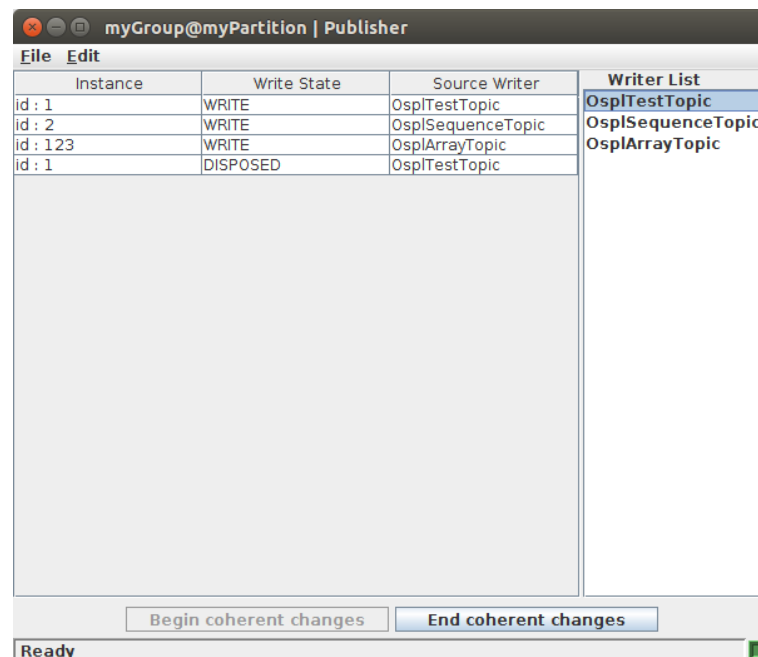 myGroup@myPartition | Publisher
File Edit
Instance Write State Source Writer
id : 1 WRITE OsplTestTopic
id : 2 WRITE OsplSequenceTopic
id : 123 WRITE OsplArrayTopic
id : 1 DISPOSED OsplTestTopic
Writer List
OsplTestTopic
OsplSequenceTopic
OsplArrayTopic
Begin coherent changes End coherent changes
Ready